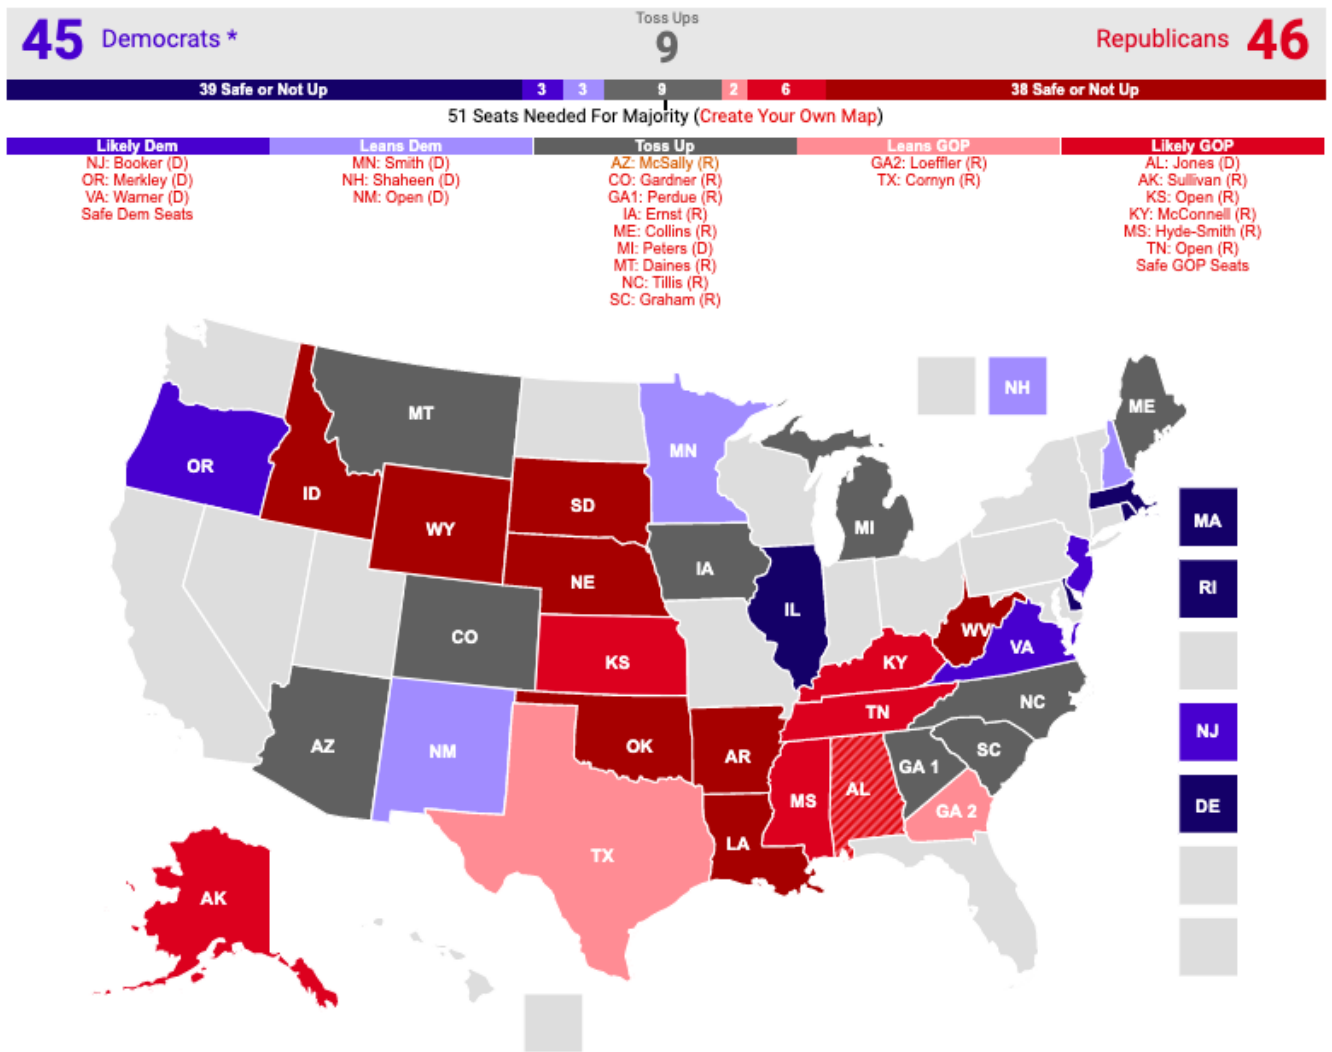 45 Democrats *
Toss Ups
9
Republicans 46
39 Safe or Not Up
3
3
9
2
6
38 Safe or Not Up
51 Seats Needed For Majority (Create Your Own Map)
Likely Dem
NJ: Booker (D)
OR: Merkley (D)
VA: Warner (D)
Safe Dem Seats
Leans Dem
MN: Smith (D)
NH: Shaheen (D)
NM: Open (D)
Toss Up
AZ: McSally (R)
CO: Gardner (R)
GA1: Perdue (R)
IA: Ernst (R)
ME: Collins (R)
MI: Peters (D)
MT: Daines (R)
NC: Tillis (R)
SC: Graham (R)
Leans GOP
GA2: Loeffler (R)
TX: Cornyn (R)
Likely GOP
AL: Jones (D)
AK: Sullivan (R)
KS: Open (R)
KY: McConnell (R)
MS: Hyde-Smith (R)
TN: Open (R)
Safe GOP Seats
NH
ME
MT
MN
OR
ID
SD
WY
MI
MA
IA
NE
RI
IL
CO
WV
VA
KS
KY
NC
TN
NJ
AZ
NM
OK
SC
AR
GA 1
AL
MS
DE
GA 2
LA
TX
AK